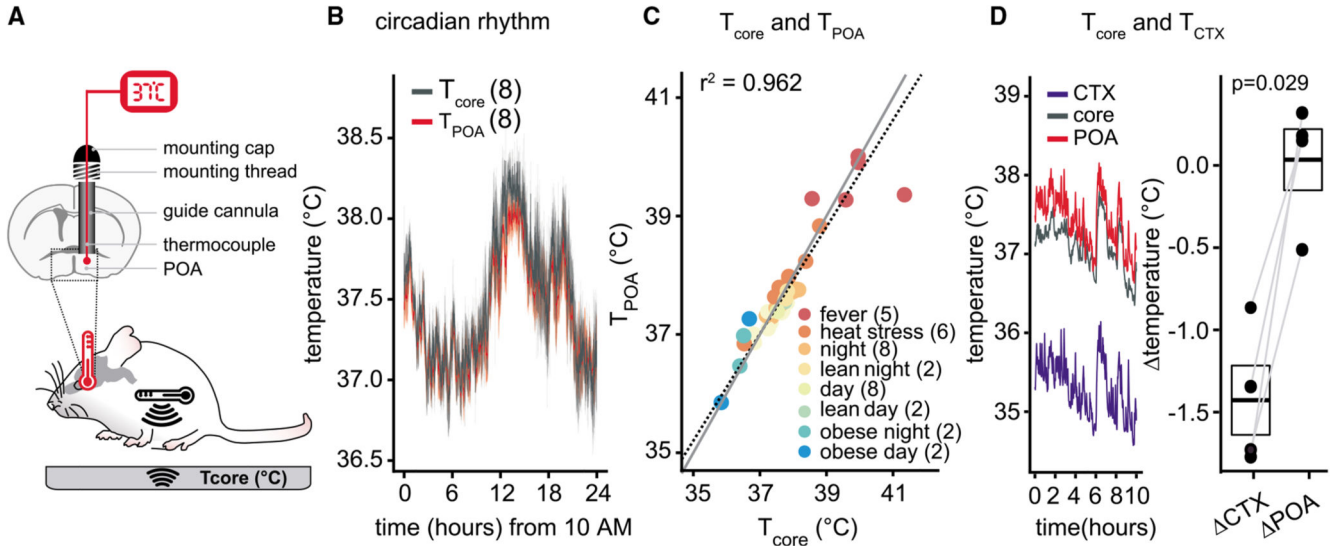 A
37°C
mounting cap
mounting thread
guide cannula
thermocouple
POA
Tcore (°C)
B
circadian rhythm
Tcore (8)
TPOA (8)
temperature (°C)
38.5
38.0
37.5
37.0
36.5
0 6 12 18 24
time (hours) from 10 AM
C
Tcore and TPOA
r² = 0.962
TPOA (°C)
41
39
37
35
fever (5)
heat stress (6)
night (8)
lean night (2)
day (8)
lean day (2)
obese night (2)
obese day (2)
35 37 39 41
Tcore (°C)
D
Tcore and TCTX
CTX
core
POA
temperature (°C)
39
38
37
36
35
0 2 4 6 8 10
time(hours)
p=0.029
Δtemperature (°C)
0.0
-0.5
-1.0
-1.5
ΔCTX
ΔPOA